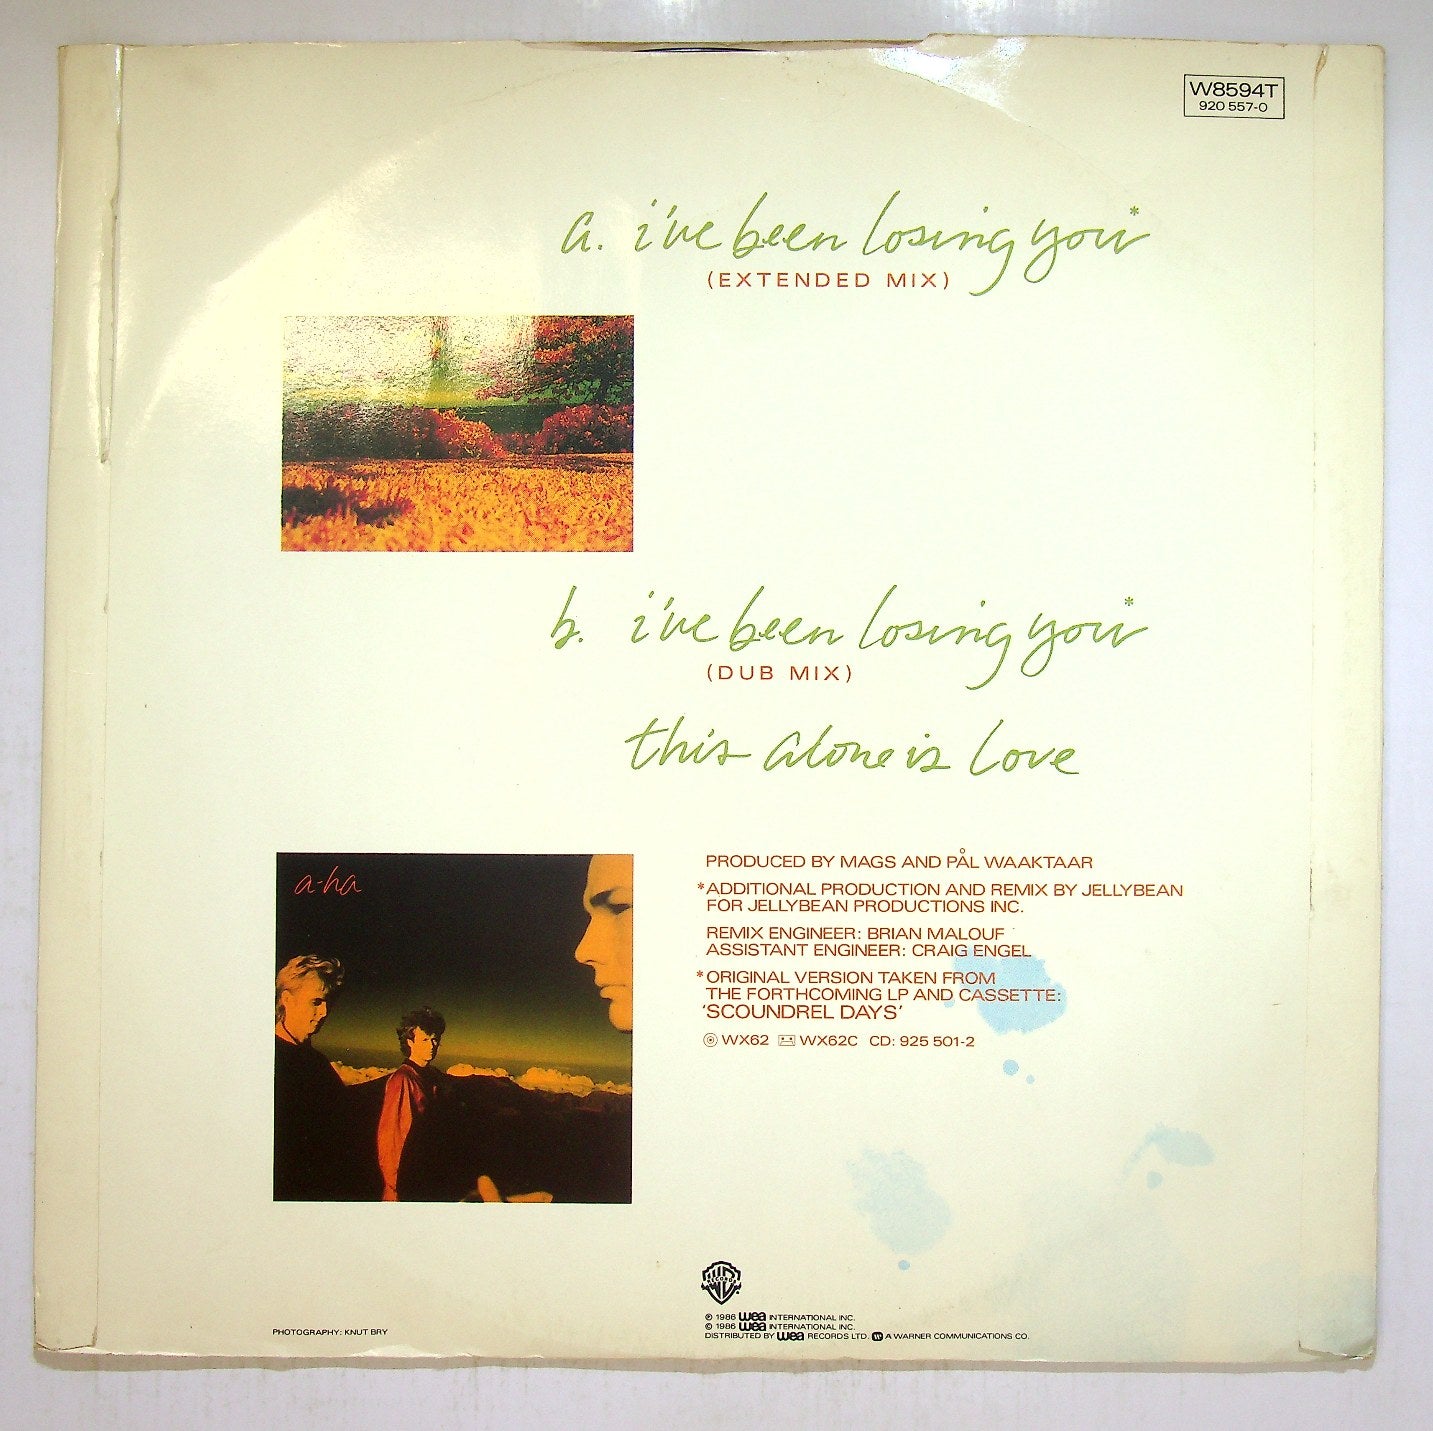 W8594T
920 557-0
a. i've been losing you*
(EXTENDED MIX)
b. i've been losing you*
(DUB MIX)
this alone is love
a-ha
PRODUCED BY MAGS AND PÅL WAAKTAAR
*ADDITIONAL PRODUCTION AND REMIX BY JELLYBEAN
FOR JELLYBEAN PRODUCTIONS INC.
REMIX ENGINEER: BRIAN MALOUF
ASSISTANT ENGINEER: CRAIG ENGEL
*ORIGINAL VERSION TAKEN FROM
THE FORTHCOMING LP AND CASSETTE:
'SCOUNDREL DAYS'
WX62 WX62C CD: 925 501-2
RECORDS
℗ 1986 wea INTERNATIONAL INC.
© 1986 wea INTERNATIONAL INC.
DISTRIBUTED BY wea RECORDS LTD. A WARNER COMMUNICATIONS CO.
PHOTOGRAPHY: KNUT BRY